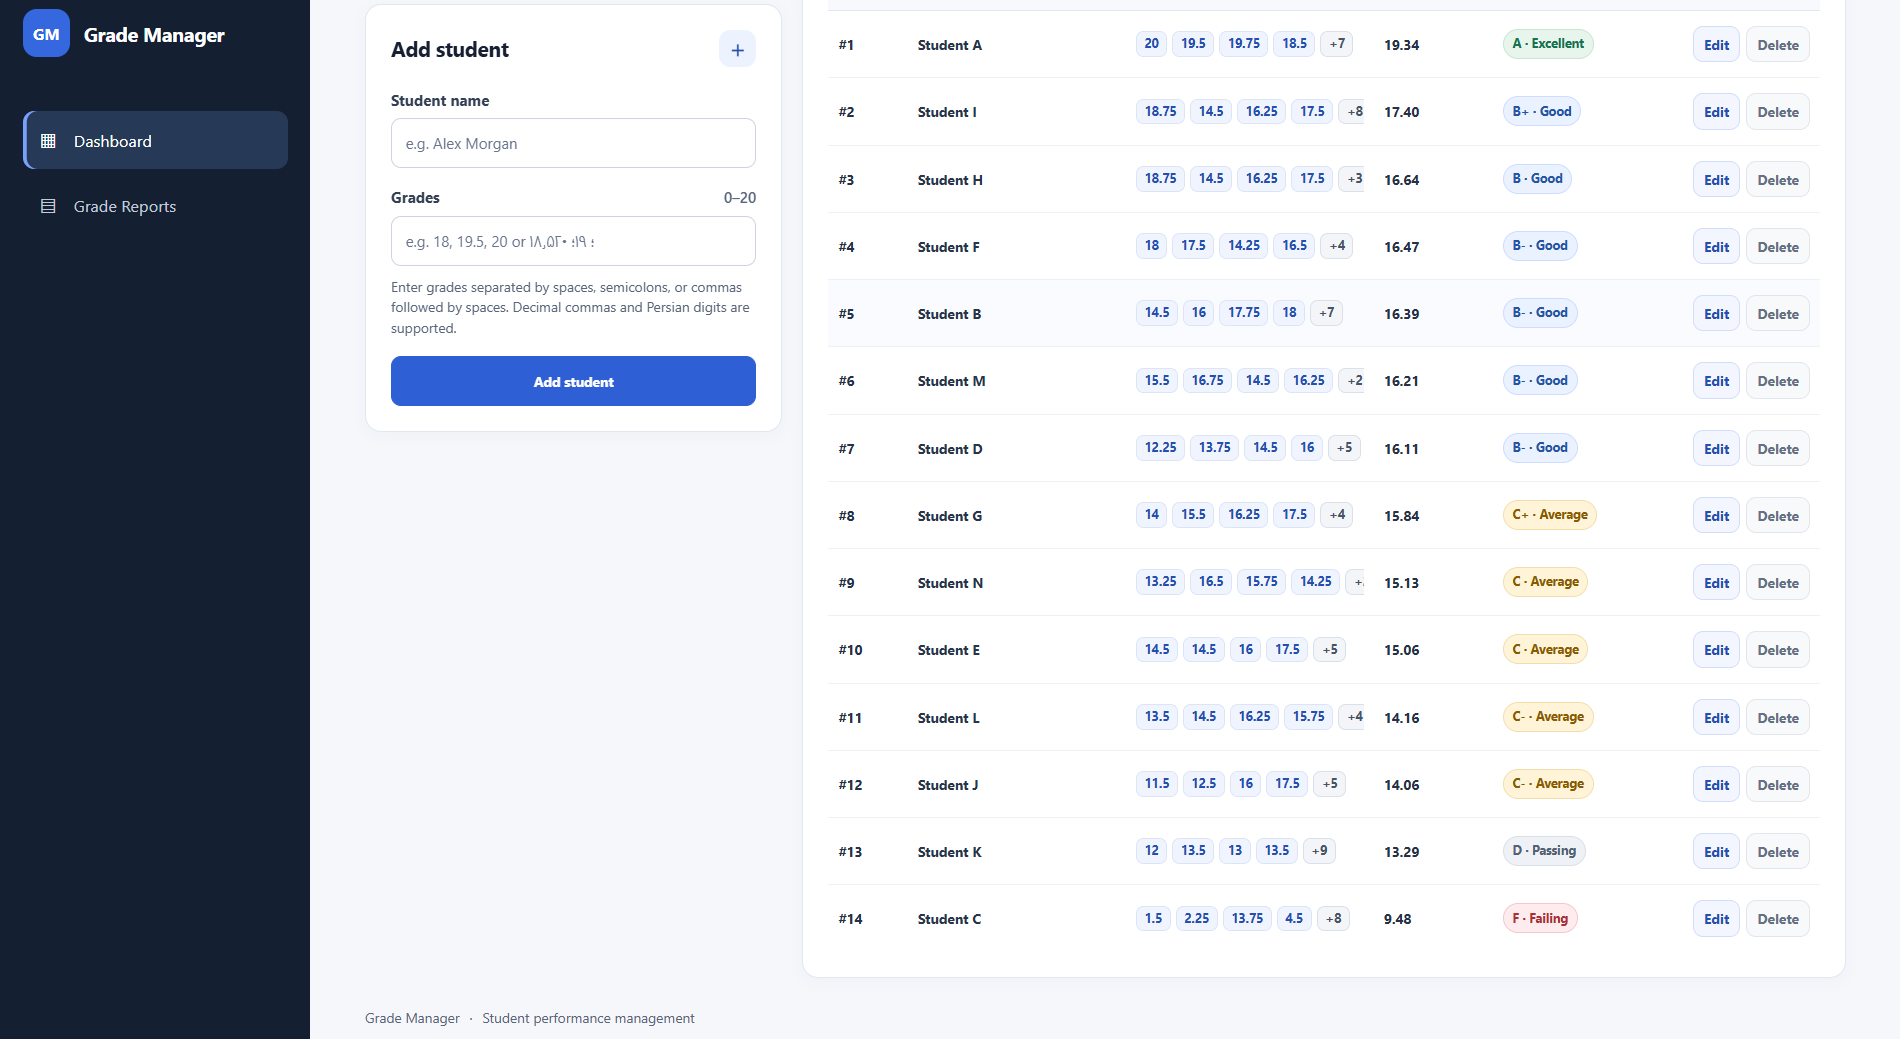 GM Grade Manager
Dashboard
Grade Reports
Add student
+
Student name
e.g. Alex Morgan
Grades 0–20
e.g. 18, 19.5, 20 or ۱۸,۵؛ ۱۹؛ ۲۰
Enter grades separated by spaces, semicolons, or commas
followed by spaces. Decimal commas and Persian digits are
supported.
Add student
#1 Student A 20 19.5 19.75 18.5 +7 19.34 A · Excellent Edit Delete
#2 Student I 18.75 14.5 16.25 17.5 +8 17.40 B+ · Good Edit Delete
#3 Student H 18.75 14.5 16.25 17.5 +3 16.64 B · Good Edit Delete
#4 Student F 18 17.5 14.25 16.5 +4 16.47 B- · Good Edit Delete
#5 Student B 14.5 16 17.75 18 +7 16.39 B- · Good Edit Delete
#6 Student M 15.5 16.75 14.5 16.25 +2 16.21 B- · Good Edit Delete
#7 Student D 12.25 13.75 14.5 16 +5 16.11 B- · Good Edit Delete
#8 Student G 14 15.5 16.25 17.5 +4 15.84 C+ · Average Edit Delete
#9 Student N 13.25 16.5 15.75 14.25 15.13 C · Average Edit Delete
#10 Student E 14.5 14.5 16 17.5 +5 15.06 C · Average Edit Delete
#11 Student L 13.5 14.5 16.25 15.75 +4 14.16 C- · Average Edit Delete
#12 Student J 11.5 12.5 16 17.5 +5 14.06 C- · Average Edit Delete
#13 Student K 12 13.5 13 13.5 +9 13.29 D · Passing Edit Delete
#14 Student C 1.5 2.25 13.75 4.5 +8 9.48 F · Failing Edit Delete
Grade Manager · Student performance management